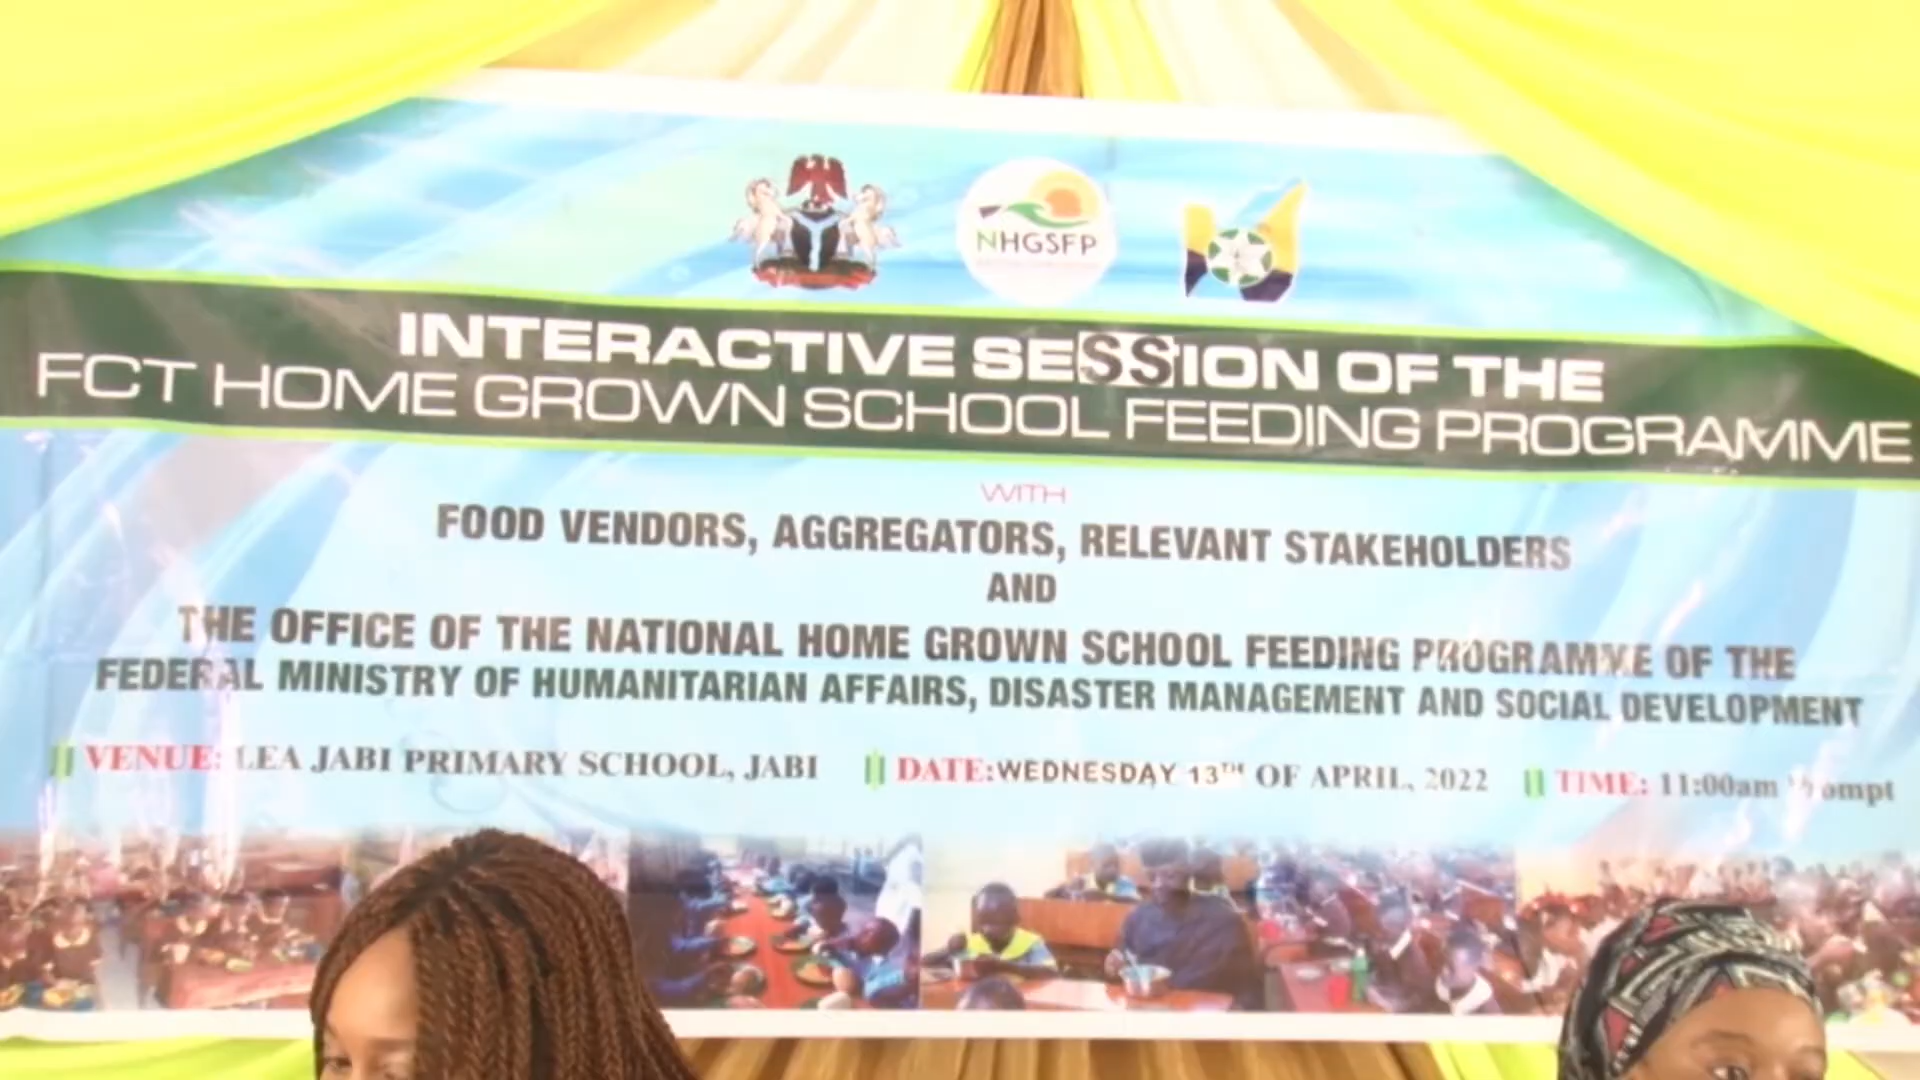 NHGSFP
INTERACTIVE SESSION OF THE
FCT HOME GROWN SCHOOL FEEDING PROGRAMME
WITH
FOOD VENDORS, AGGREGATORS, RELEVANT STAKEHOLDERS
AND
THE OFFICE OF THE NATIONAL HOME GROWN SCHOOL FEEDING PROGRAMME OF THE
FEDERAL MINISTRY OF HUMANITARIAN AFFAIRS, DISASTER MANAGEMENT AND SOCIAL DEVELOPMENT
VENUE: LEA JABI PRIMARY SCHOOL, JABI DATE: WEDNESDAY 13TH OF APRIL, 2022 TIME: 11:00am